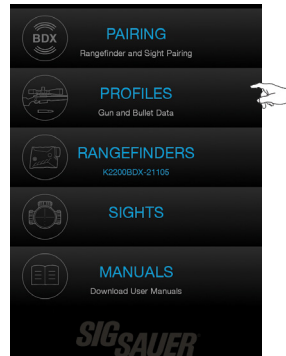 BDX
PAIRING
Rangefinder and Sight Pairing
PROFILES
Gun and Bullet Data
RANGEFINDERS
K2200BDX-21105
SIGHTS
MANUALS
Download User Manuals
SIG SAUER